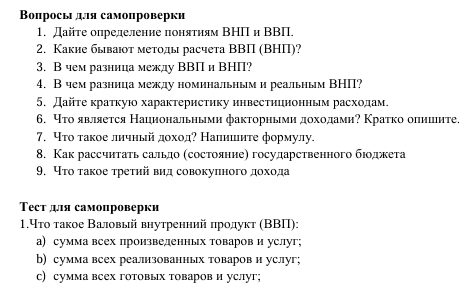 Вопросы для самопроверки
1. Дайте определение понятиям ВНП и ВВП.
2. Какие бывают методы расчета ВВП (ВНП)?
3. В чем разница между ВВП и ВНП?
4. В чем разница между номинальным и реальным ВНП?
5. Дайте краткую характеристику инвестиционным расходам.
6. Что является Национальными факторными доходами? Кратко опишите.
7. Что такое личный доход? Напишите формулу.
8. Как рассчитать сальдо (состояние) государственного бюджета
9. Что такое третий вид совокупного дохода
Тест для самопроверки
1.Что такое Валовый внутренний продукт (ВВП):
a) сумма всех произведенных товаров и услуг;
b) сумма всех реализованных товаров и услуг;
c) сумма всех готовых товаров и услуг;